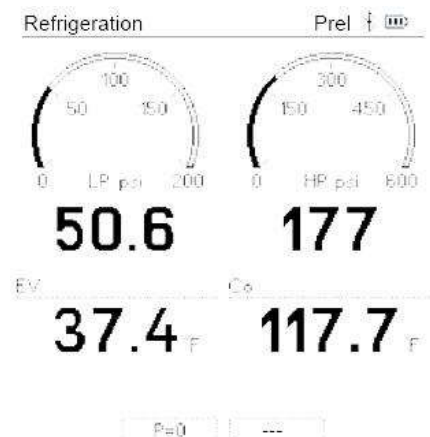 Refrigeration Prel
100 300
50 150 150 450
0 LP psi 200 0 HP psi 600
50.6 177
EV Co
37.4 F 117.7 F
P=0 ---